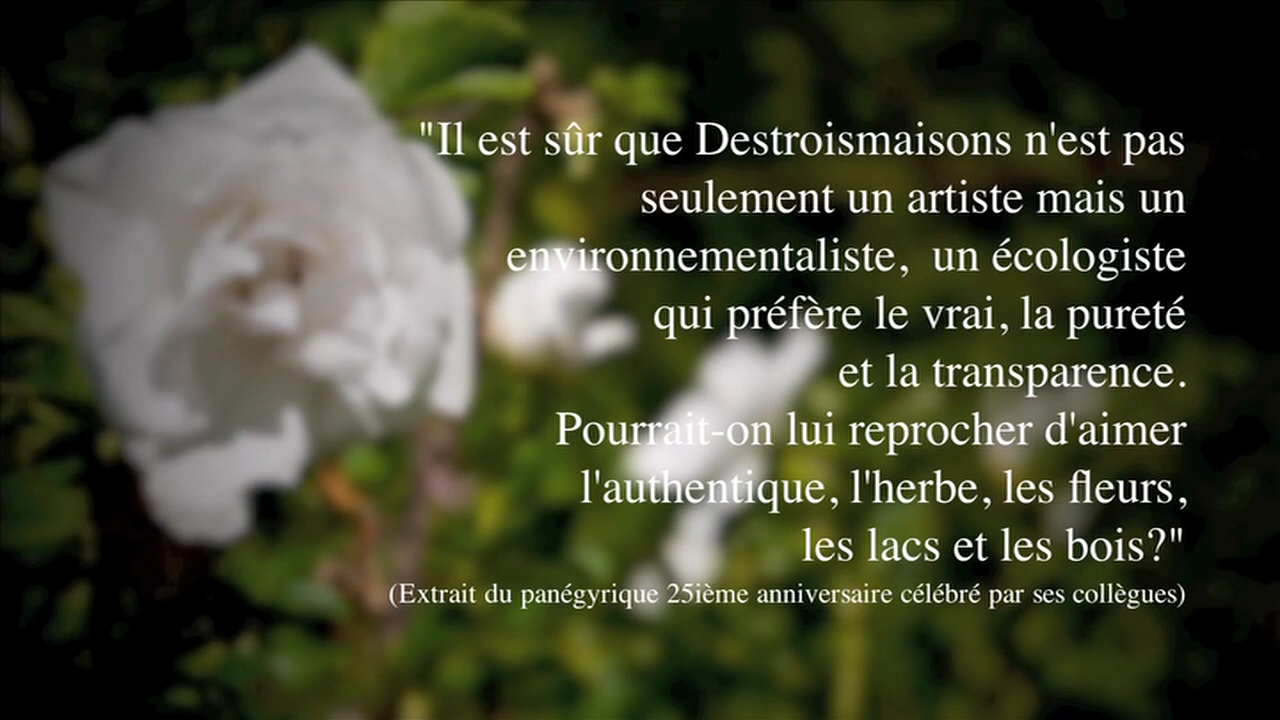 "Il est sûr que Destroismaisons n'est pas
seulement un artiste mais un
environnementaliste,  un écologiste
qui préfère le vrai, la pureté
et la transparence.
Pourrait-on lui reprocher d'aimer
l'authentique, l'herbe, les fleurs,
les lacs et les bois?"
(Extrait du panégyrique 25ième anniversaire célébré par ses collègues)